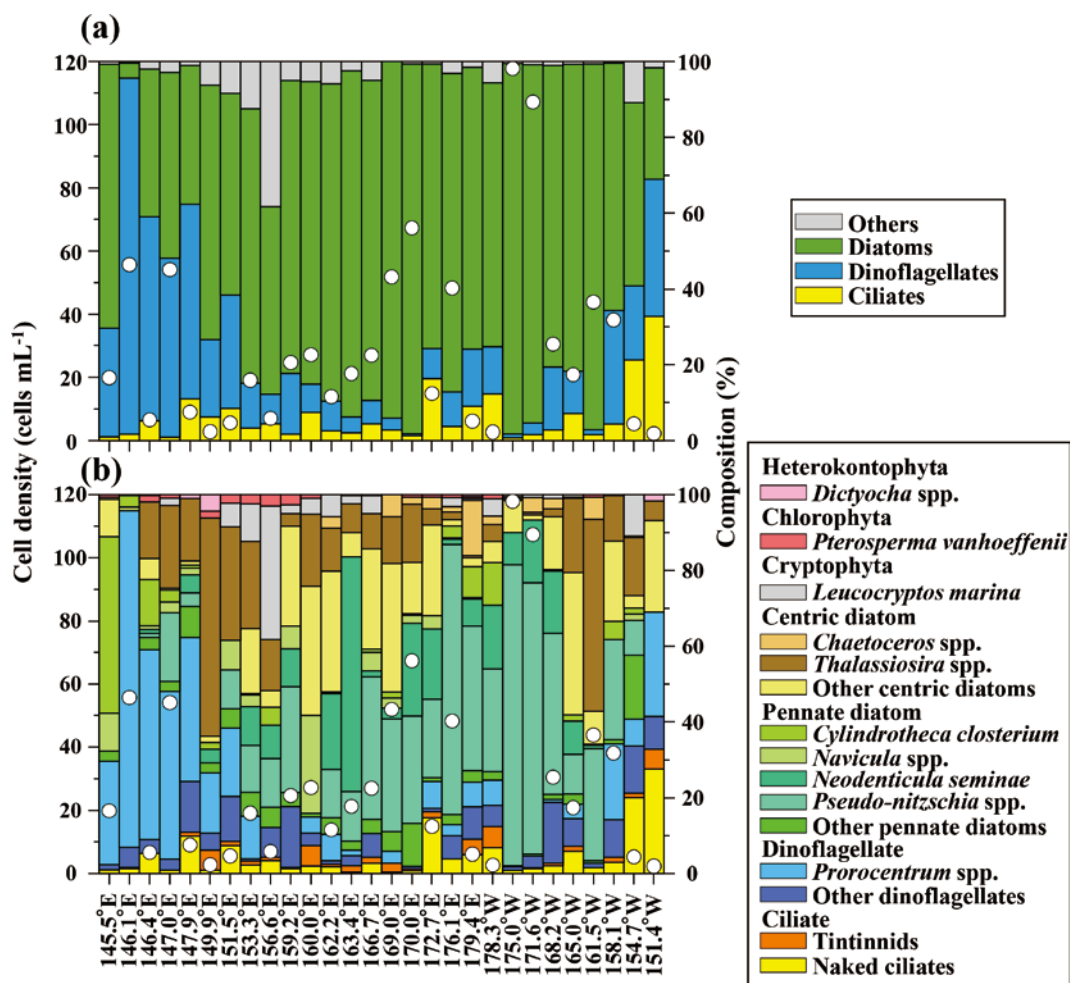 (a)
120
100
80
60
40
20
0
100
80
60
40
20
0
Others
Diatoms
Dinoflagellates
Ciliates
Cell density (cells mL⁻¹)
Composition (%)
(b)
120
100
80
60
40
20
0
100
80
60
40
20
0
145.5°E
146.1°E
146.4°E
147.0°E
147.9°E
149.9°E
151.5°E
153.3°E
156.6°E
159.2°E
160.0°E
162.2°E
163.4°E
166.7°E
169.0°E
170.0°E
172.7°E
176.1°E
179.4°E
178.3°W
175.0°W
171.6°W
168.2°W
165.0°W
161.5°W
158.1°W
154.7°W
151.4°W
Heterokontophyta
Dictyocha spp.
Chlorophyta
Pterosperma vanhoeffenii
Cryptophyta
Leucocryptos marina
Centric diatom
Chaetoceros spp.
Thalassiosira spp.
Other centric diatoms
Pennate diatom
Cylindrotheca closterium
Navicula spp.
Neodenticula seminae
Pseudo-nitzschia spp.
Other pennate diatoms
Dinoflagellate
Prorocentrum spp.
Other dinoflagellates
Ciliate
Tintinnids
Naked ciliates